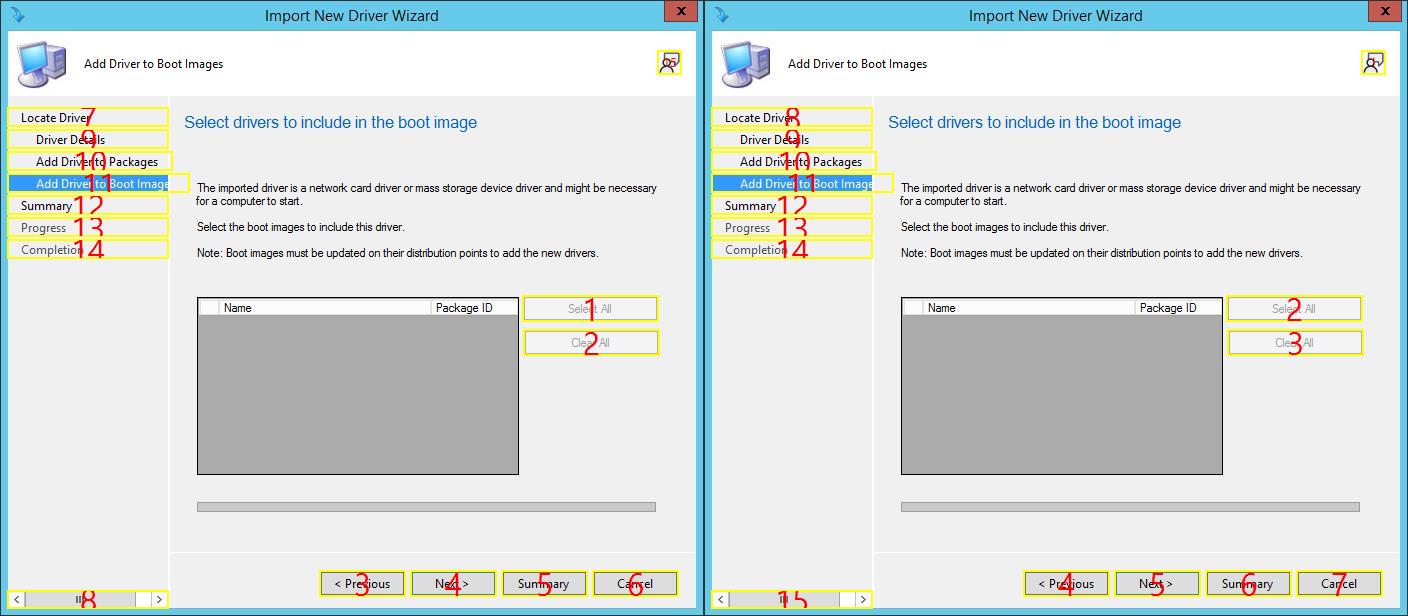 Import New Driver Wizard
x
Add Driver to Boot Images
15
Locate Driver
7
Driver Details
9
Add Driver to Packages
10
Add Driver to Boot Image
11
Summary
12
Progress
13
Completion
14
Select drivers to include in the boot image
The imported driver is a network card driver or mass storage device driver and might be necessary
for a computer to start.
Select the boot images to include this driver.
Note: Boot images must be updated on their distribution points to add the new drivers.
Name Package ID
Select All
1
Clear All
2
< Previous
3
Next >
4
Summary
5
Cancel
6
8
Import New Driver Wizard
x
Add Driver to Boot Images
Locate Driver
8
Driver Details
9
Add Driver to Packages
10
Add Driver to Boot Image
11
Summary
12
Progress
13
Completion
14
Select drivers to include in the boot image
The imported driver is a network card driver or mass storage device driver and might be necessary
for a computer to start.
Select the boot images to include this driver.
Note: Boot images must be updated on their distribution points to add the new drivers.
Name Package ID
Select All
2
Clear All
3
< Previous
4
Next >
5
Summary
6
Cancel
7
15